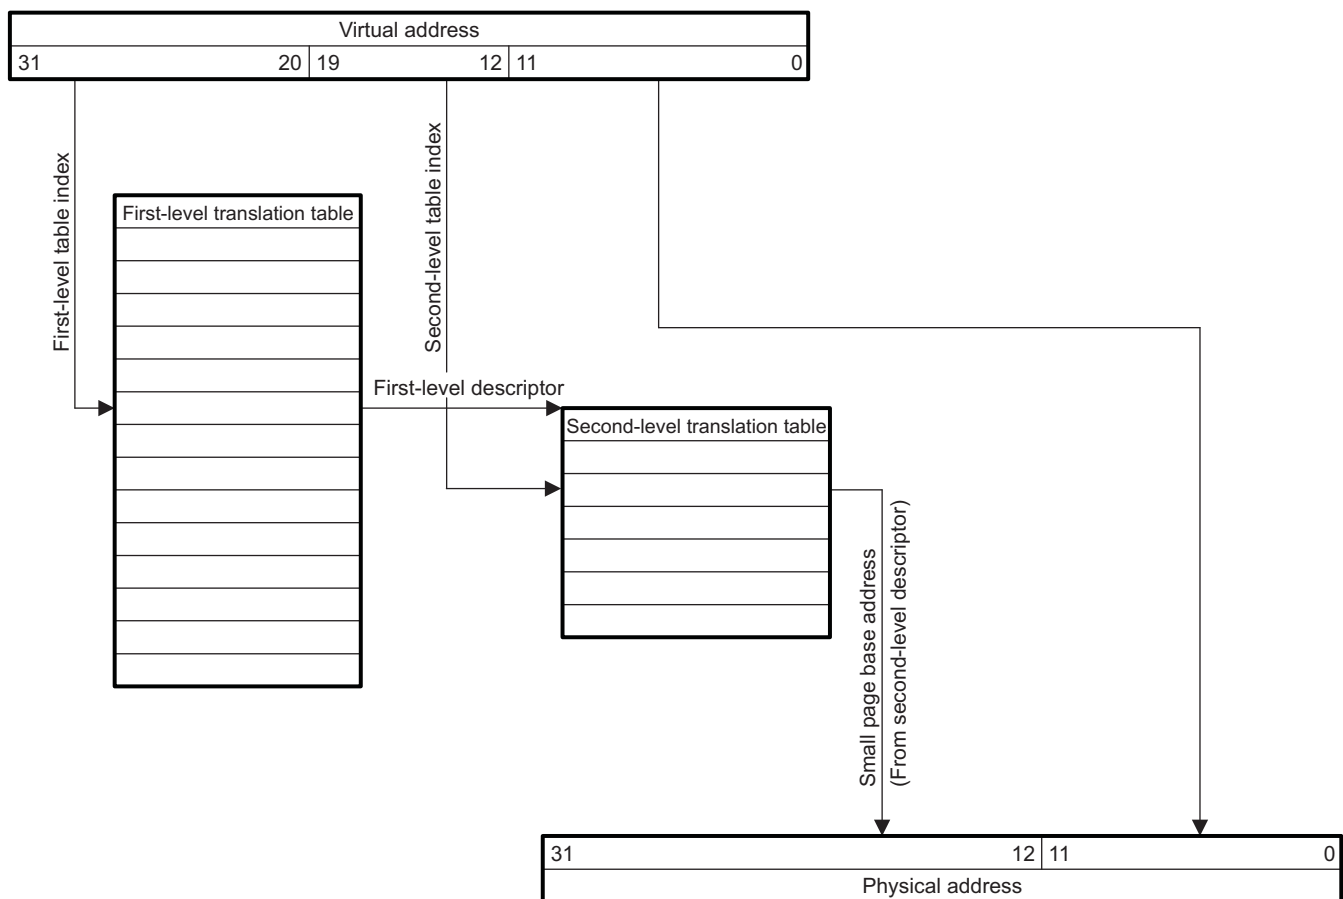 Virtual address
31 20 19 12 11 0
First-level table index
Second-level table index
First-level translation table
First-level descriptor
Second-level translation table
Small page base address
(From second-level descriptor)
31 12 11 0
Physical address